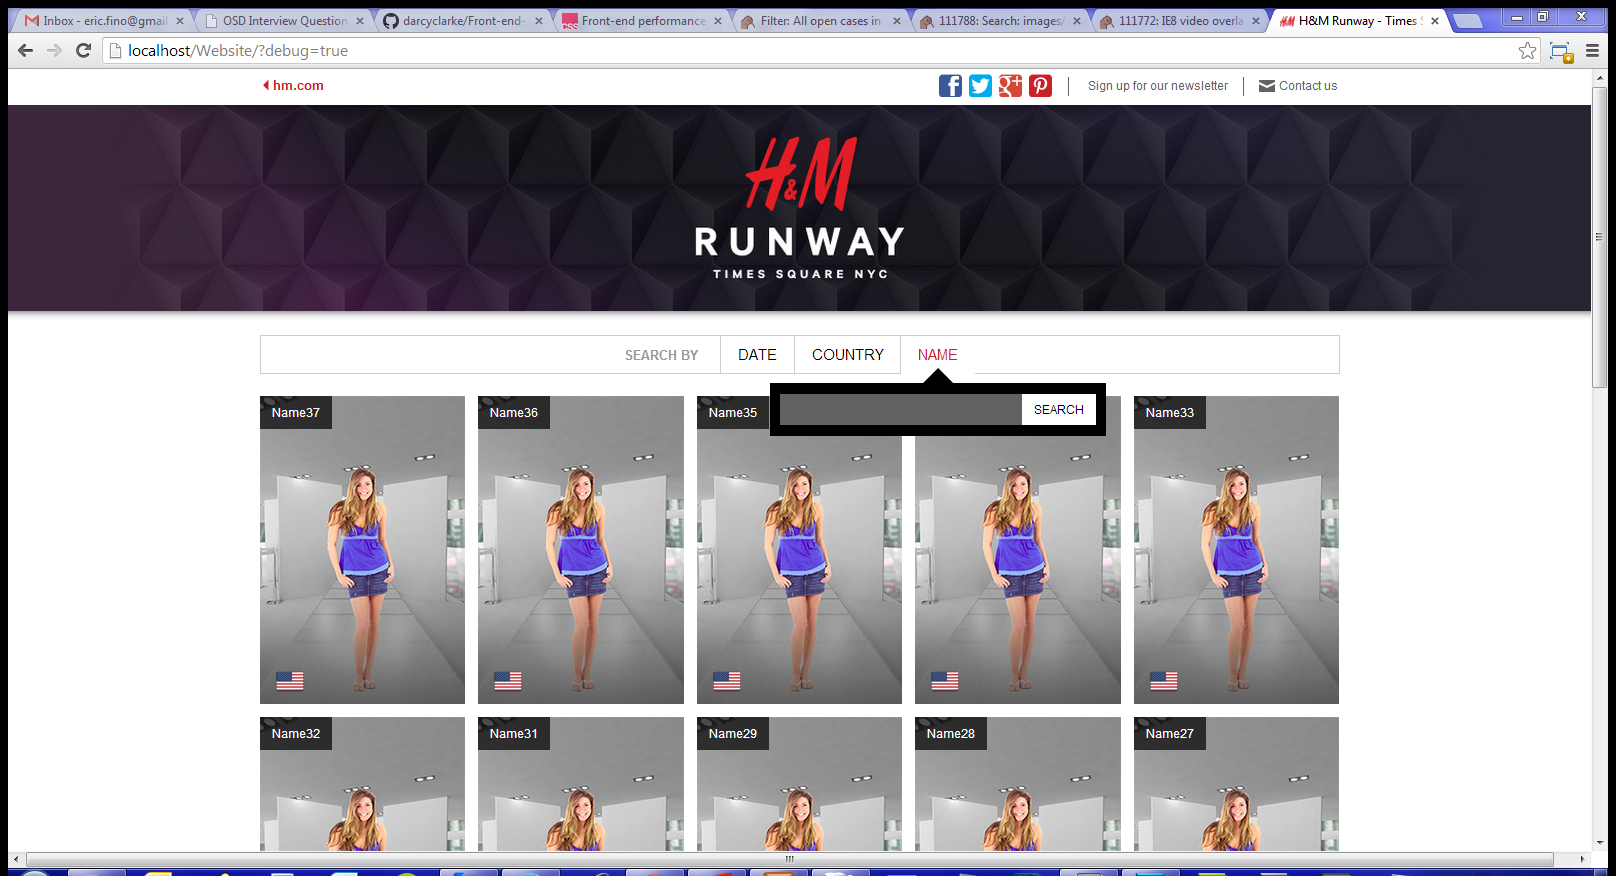 Inbox - eric.fino@gmail
OSD Interview Question
darcyclarke/Front-end-
Front-end performance
Filter: All open cases in
111788: Search: images/
111772: IE8 video overla
H&M Runway - Times S
localhost/Website/?debug=true
hm.com
Sign up for our newsletter
Contact us
H&M
RUNWAY
TIMES SQUARE NYC
SEARCH BY
DATE
COUNTRY
NAME
SEARCH
Name37
Name36
Name35
Name33
Name32
Name31
Name29
Name28
Name27